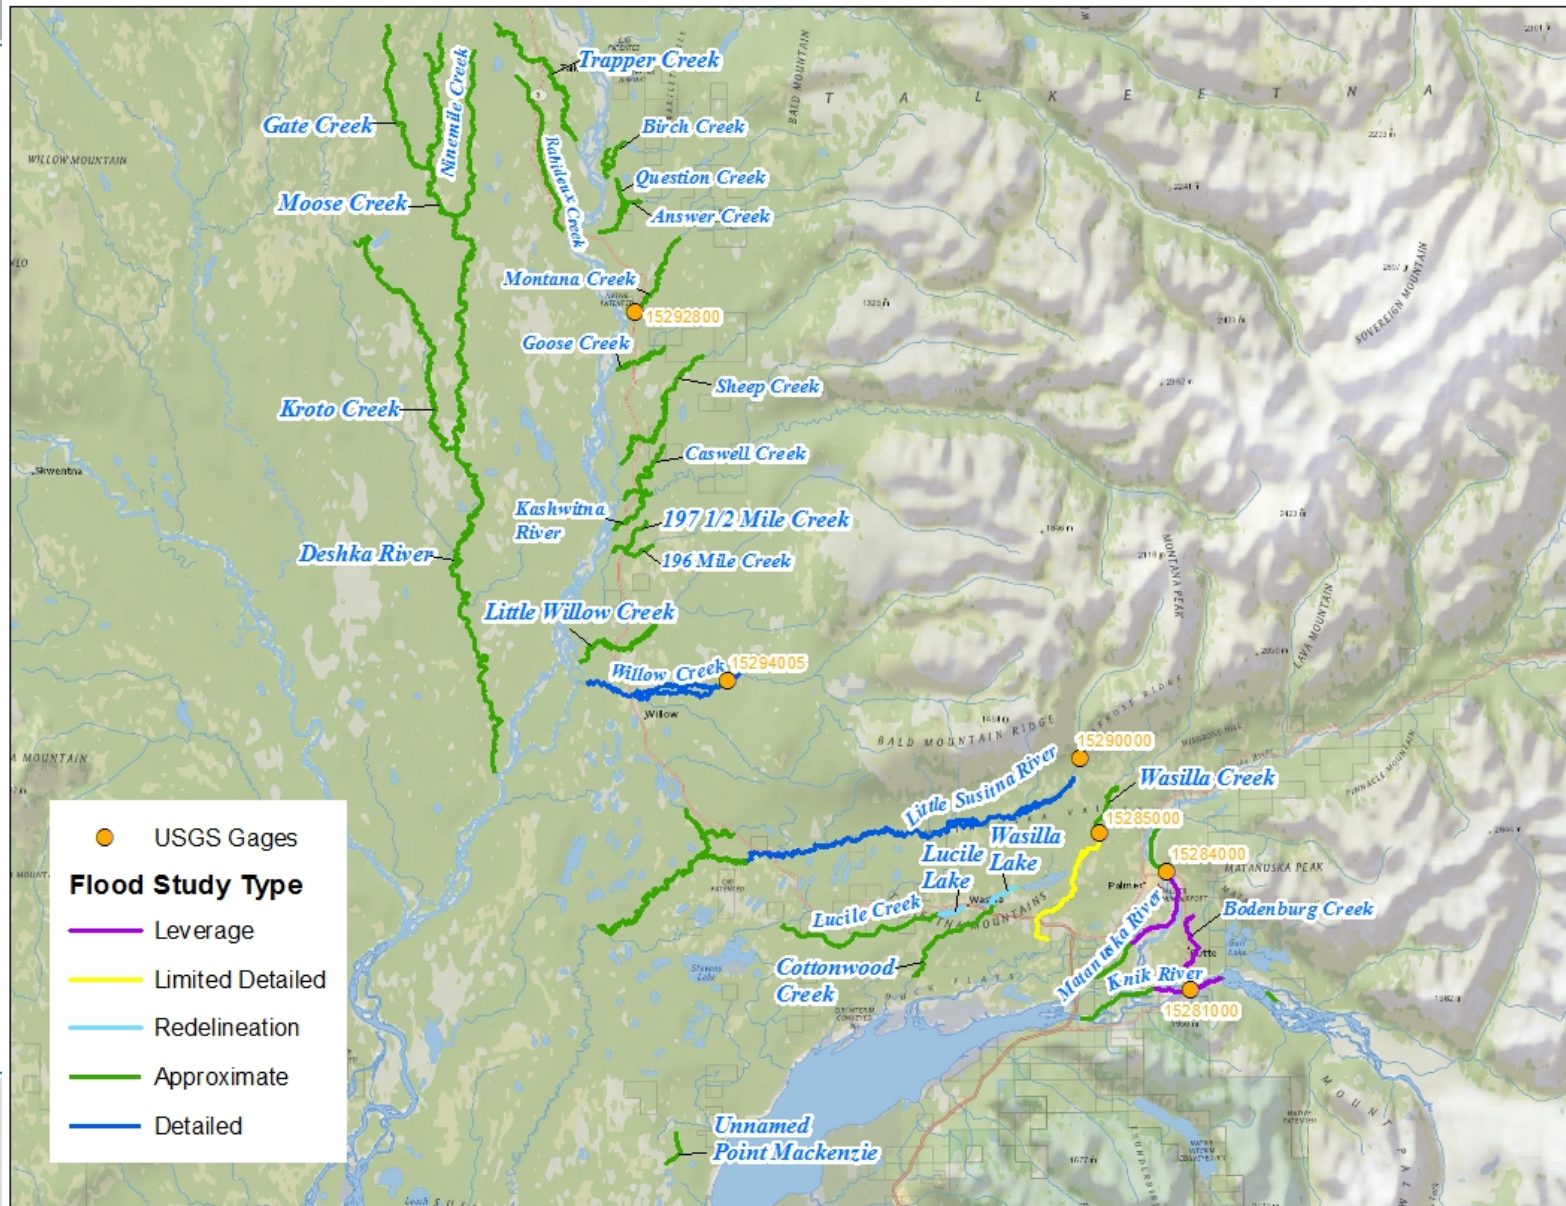 Trapper Creek
Ninemile Creek
Gate Creek
Birch Creek
BALD MOUNTAIN
T A L K E E T N A
WILLOW MOUNTAIN
Rabideux Creek
Question Creek
Moose Creek
Answer Creek
Montana Creek
15292800
SOVEREIGN MOUNTAIN
Goose Creek
Sheep Creek
Kroto Creek
Caswell Creek
Skwentna
Kashwitna
River
197 1/2 Mile Creek
196 Mile Creek
Deshka River
MONTANA PEAK
LAVA MOUNTAIN
Little Willow Creek
Willow Creek
15294005
Willow
BALD MOUNTAIN RIDGE
15290000
Little Susitna River
Wasilla Creek
15285000
PINNACLE MOUNTAIN
Wasilla
Lake
Lucile
Lake
15284000
MATANUSKA PEAK
Palmer
Lucile Creek
Matanuska River
Bodenburg Creek
Cottonwood
Creek
Knik River
15281000
Stevens
Lake
USGS Gages
Flood Study Type
Leverage
Limited Detailed
Redelineation
Approximate
Detailed
Unnamed
Point Mackenzie
1677 m